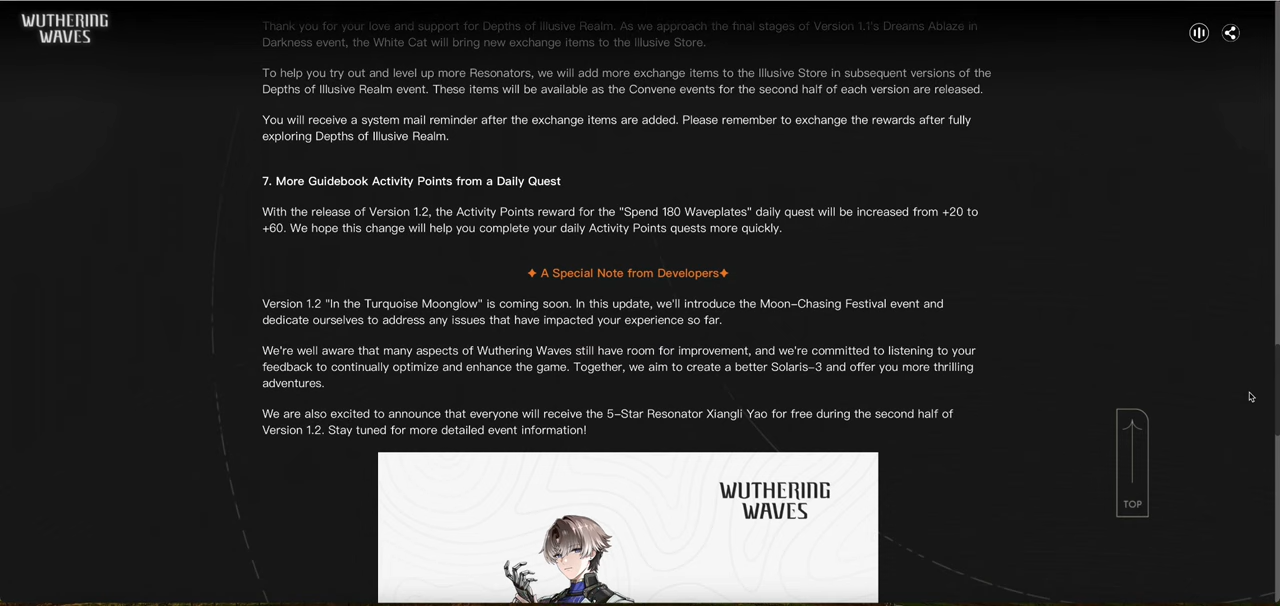 WUTHERING
WAVES
Thank you for your love and support for Depths of illusive Realm. As we approach the final stages of Version 1.1's Dreams Ablaze in
Darkness event, the White Cat will bring new exchange items to the Illusive Store.
To help you try out and level up more Resonators, we will add more exchange items to the Illusive Store in subsequent versions of the
Depths of Illusive Realm event. These items will be available as the Convene events for the second half of each version are released.
You will receive a system mail reminder after the exchange items are added. Please remember to exchange the rewards after fully
exploring Depths of Illusive Realm.
7. More Guidebook Activity Points from a Daily Quest
With the release of Version 1.2, the Activity Points reward for the "Spend 180 Waveplates" daily quest will be increased from +20 to
+60. We hope this change will help you complete your daily Activity Points quests more quickly.
✦ A Special Note from Developers✦
Version 1.2 "In the Turquoise Moonglow" is coming soon. In this update, we'll introduce the Moon-Chasing Festival event and
dedicate ourselves to address any issues that have impacted your experience so far.
We're well aware that many aspects of Wuthering Waves still have room for improvement, and we're committed to listening to your
feedback to continually optimize and enhance the game. Together, we aim to create a better Solaris-3 and offer you more thrilling
adventures.
We are also excited to announce that everyone will receive the 5-Star Resonator Xiangli Yao for free during the second half of
Version 1.2. Stay tuned for more detailed event information!
WUTHERING
WAVES
TOP